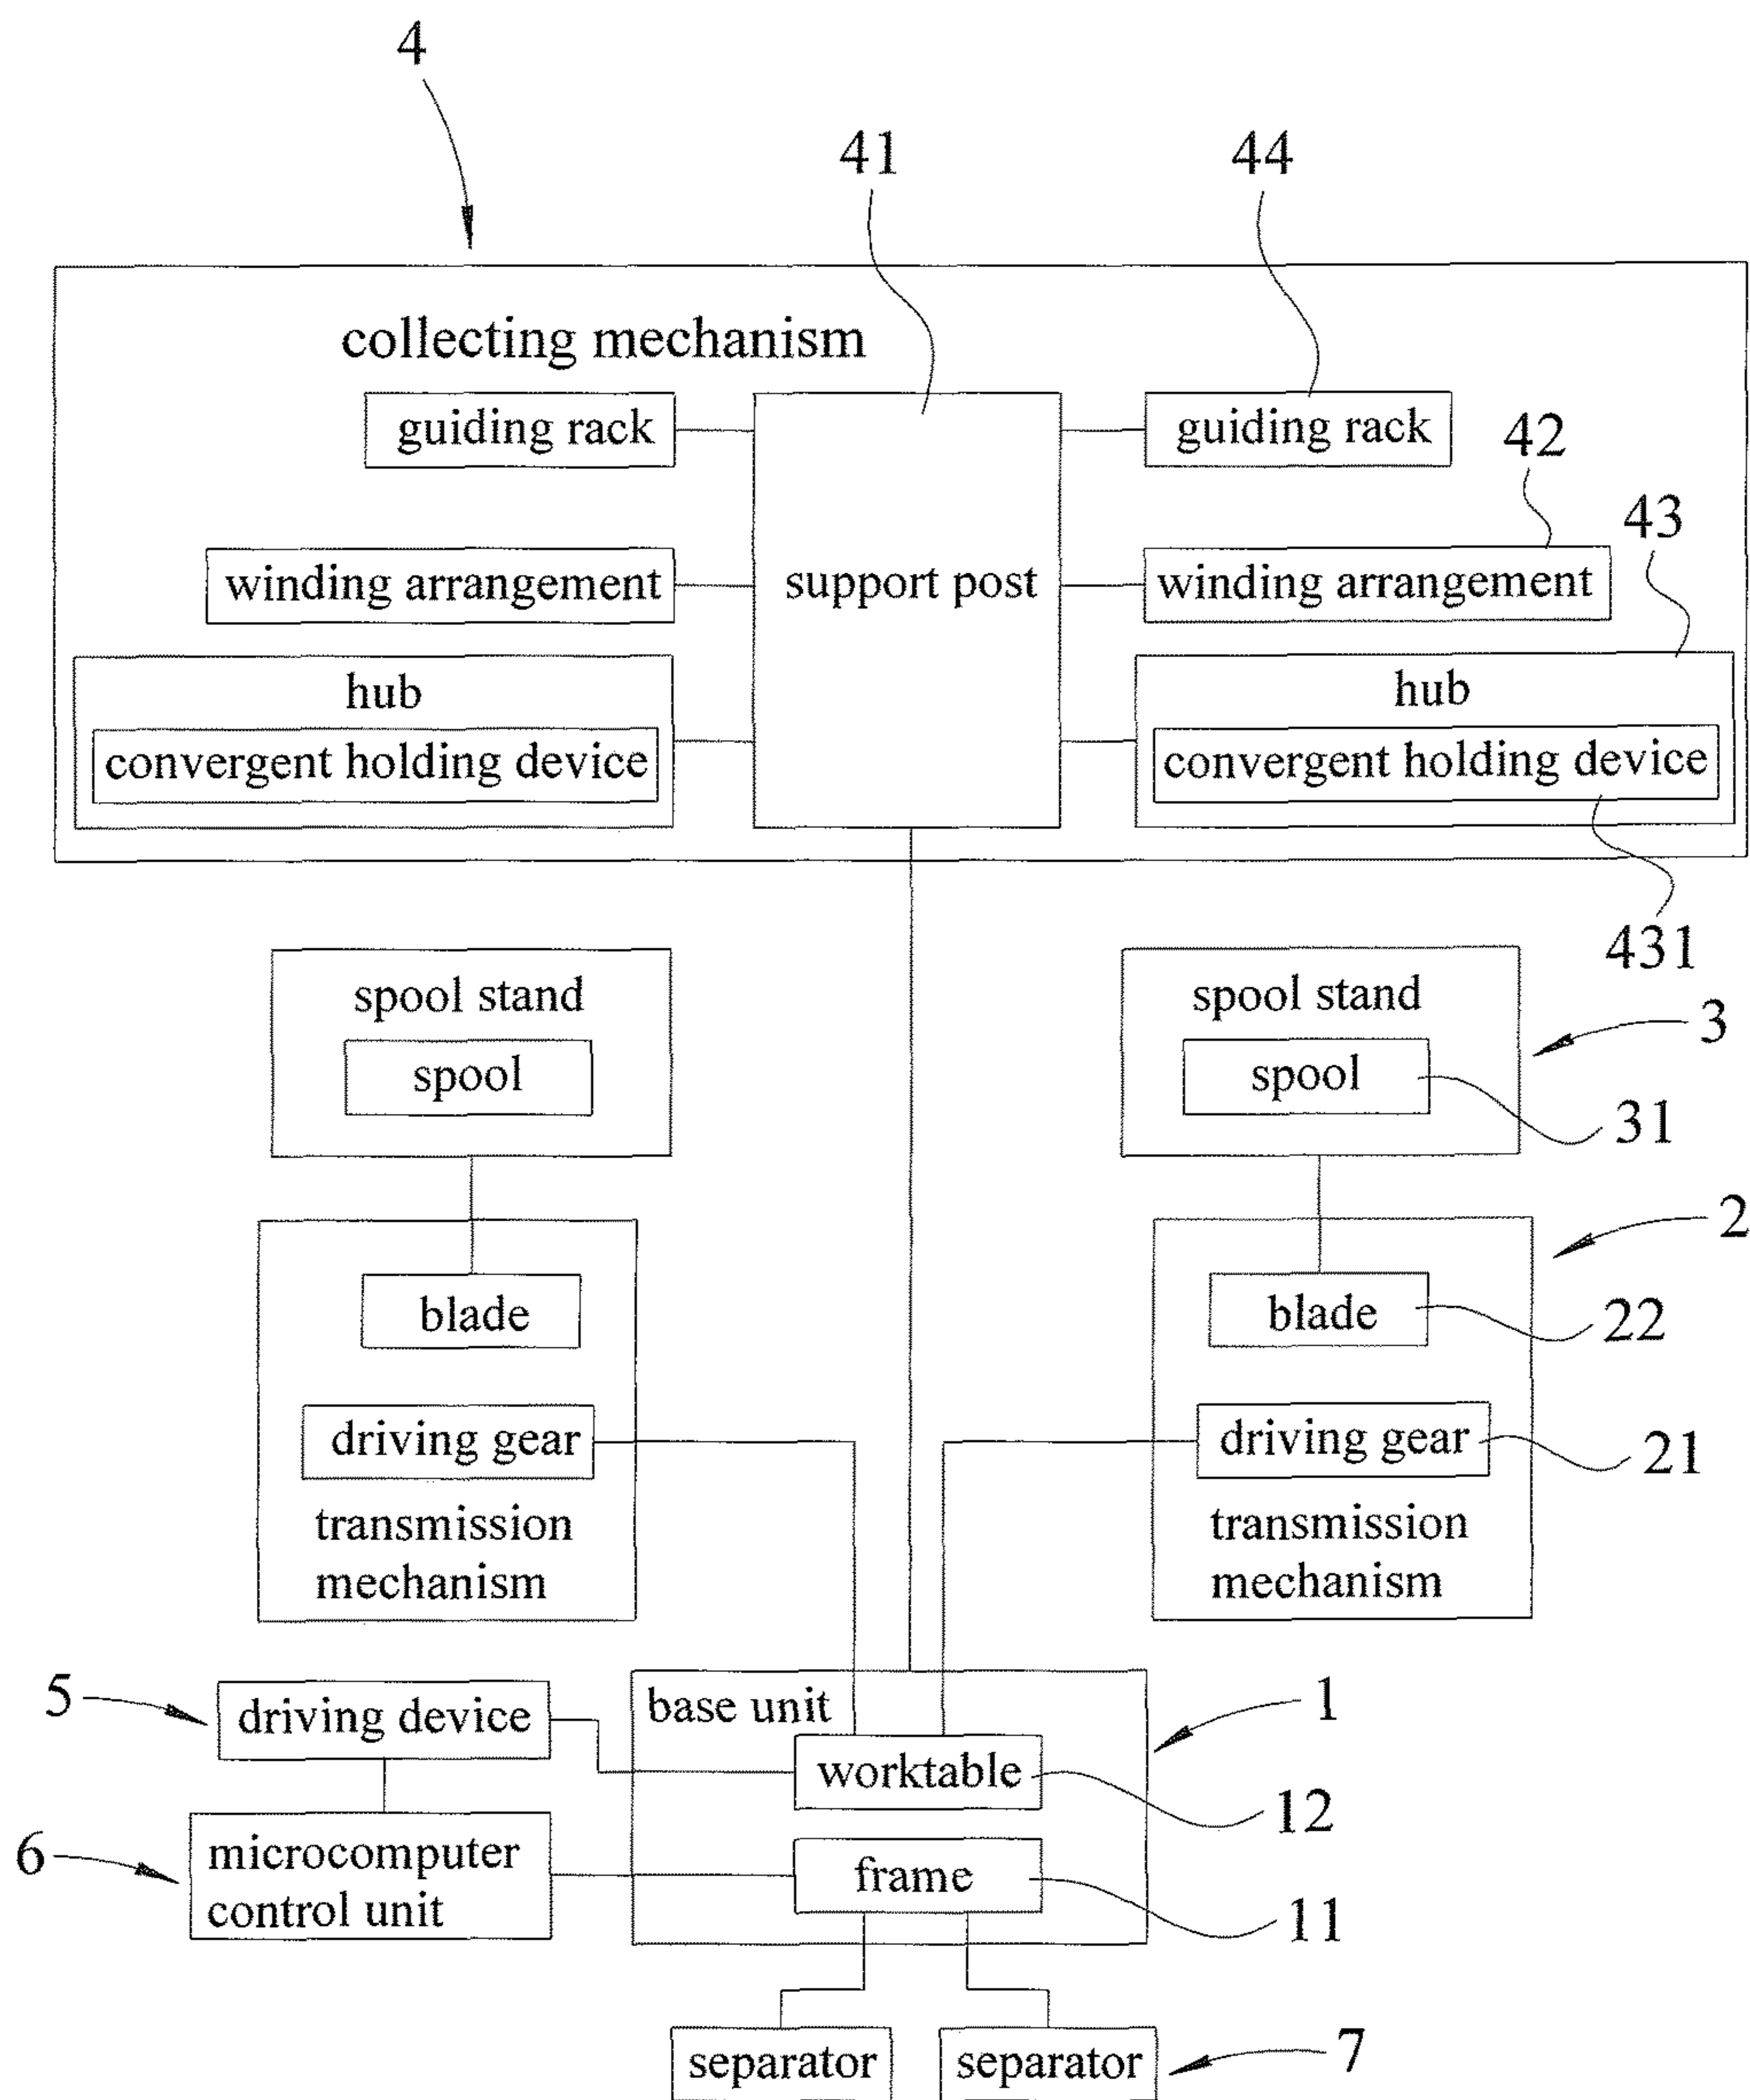 4
41
44
collecting mechanism
guiding rack
guiding rack
42
43
winding arrangement
support post
winding arrangement
hub
hub
convergent holding device
convergent holding device
431
spool stand
spool stand
3
spool
spool
31
2
blade
blade
22
driving gear
driving gear
21
transmission
mechanism
transmission
mechanism
5
driving device
base unit
1
worktable
12
6
microcomputer
control unit
frame
11
separator
separator
7